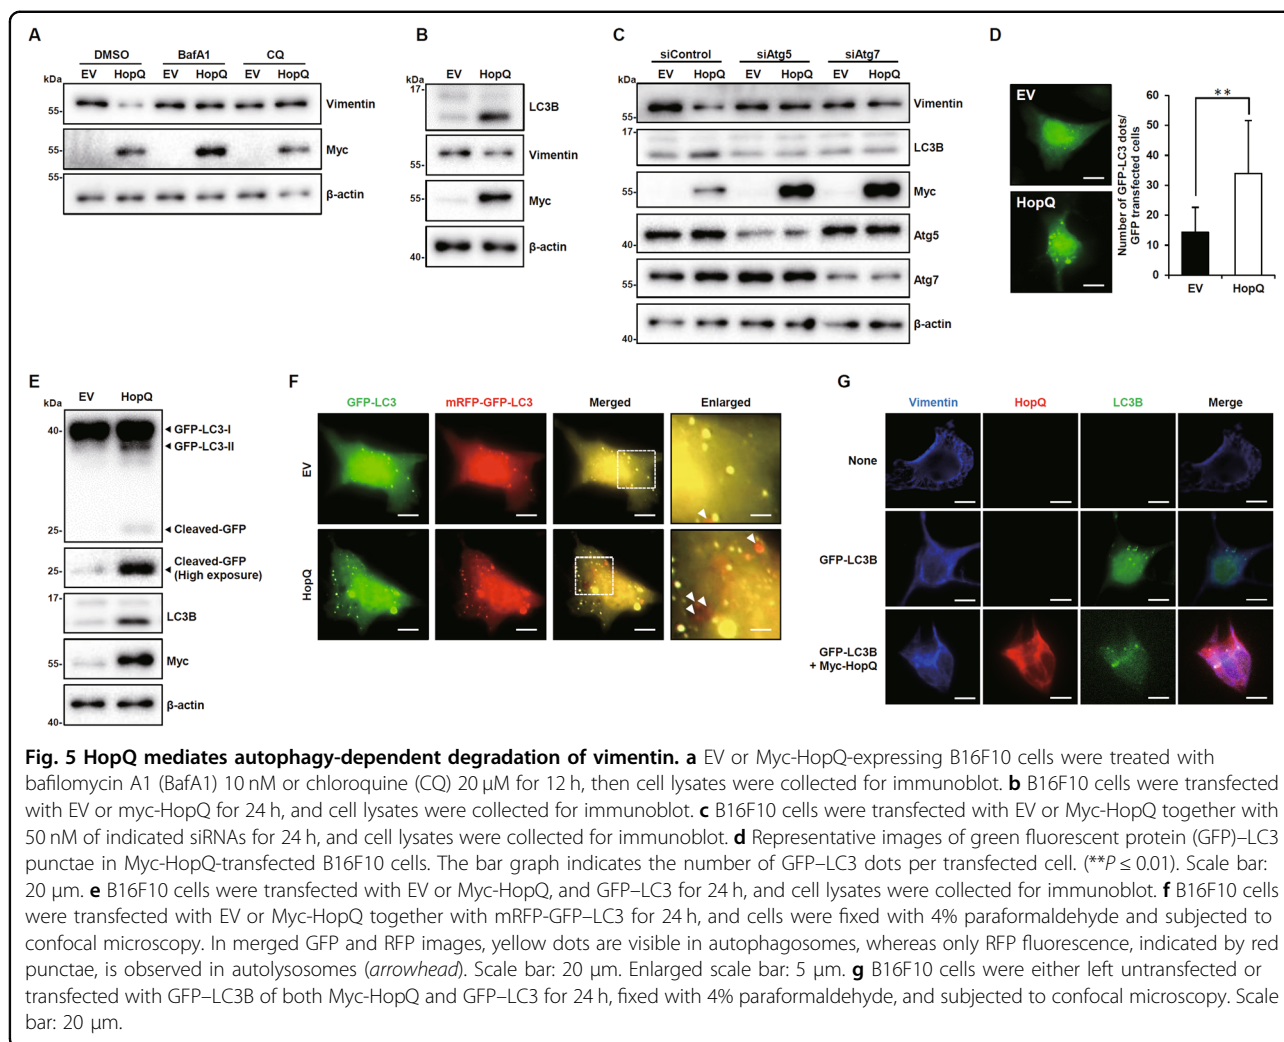 A
DMSO BafA1 CQ
kDa EV HopQ EV HopQ EV HopQ
55- Vimentin
55- Myc
55- β-actin
B
kDa EV HopQ
17- LC3B
55- Vimentin
55- Myc
40- β-actin
C
siControl siAtg5 siAtg7
kDa EV HopQ EV HopQ EV HopQ
55- Vimentin
17- LC3B
55- Myc
40- Atg5
55- Atg7
40- β-actin
D
EV
HopQ
Number of GFP-LC3 dots/
GFP transfected cells
60
50
40
30
20
10
0
**
EV HopQ
E
kDa EV HopQ
40- GFP-LC3-I
GFP-LC3-II
25- Cleaved-GFP
25- Cleaved-GFP
(High exposure)
17- LC3B
55- Myc
40- β-actin
F
GFP-LC3 mRFP-GFP-LC3 Merged Enlarged
EV
HopQ
G
Vimentin HopQ LC3B Merge
None
GFP-LC3B
GFP-LC3B
+ Myc-HopQ
Fig. 5 HopQ mediates autophagy-dependent degradation of vimentin. a EV or Myc-HopQ-expressing B16F10 cells were treated with
bafilomycin A1 (BafA1) 10 nM or chloroquine (CQ) 20 µM for 12 h, then cell lysates were collected for immunoblot. b B16F10 cells were transfected
with EV or myc-HopQ for 24 h, and cell lysates were collected for immunoblot. c B16F10 cells were transfected with EV or Myc-HopQ together with
50 nM of indicated siRNAs for 24 h, and cell lysates were collected for immunoblot. d Representative images of green fluorescent protein (GFP)–LC3
punctae in Myc-HopQ-transfected B16F10 cells. The bar graph indicates the number of GFP–LC3 dots per transfected cell. (**P ≤ 0.01). Scale bar:
20 µm. e B16F10 cells were transfected with EV or Myc-HopQ, and GFP–LC3 for 24 h, and cell lysates were collected for immunoblot. f B16F10 cells
were transfected with EV or Myc-HopQ together with mRFP-GFP–LC3 for 24 h, and cells were fixed with 4% paraformaldehyde and subjected to
confocal microscopy. In merged GFP and RFP images, yellow dots are visible in autophagosomes, whereas only RFP fluorescence, indicated by red
punctae, is observed in autolysosomes (arrowhead). Scale bar: 20 µm. Enlarged scale bar: 5 µm. g B16F10 cells were either left untransfected or
transfected with GFP–LC3B of both Myc-HopQ and GFP–LC3 for 24 h, fixed with 4% paraformaldehyde, and subjected to confocal microscopy. Scale
bar: 20 µm.